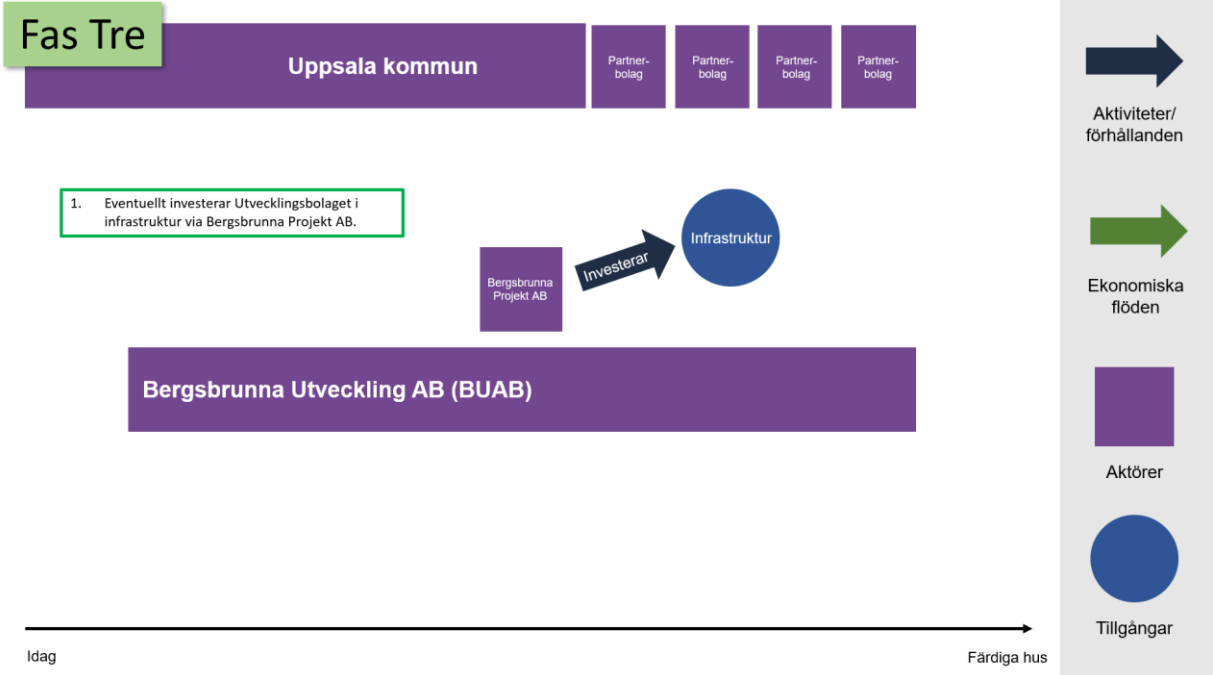 Fas Tre
Uppsala kommun
Partner-
bolag
Partner-
bolag
Partner-
bolag
Partner-
bolag
1. Eventuellt investerar Utvecklingsbolaget i
infrastruktur via Bergsbrunna Projekt AB.
Bergsbrunna
Projekt AB
Investerar
Infrastruktur
Bergsbrunna Utveckling AB (BUAB)
Idag
Färdiga hus
Aktiviteter/
förhållanden
Ekonomiska
flöden
Aktörer
Tillgångar